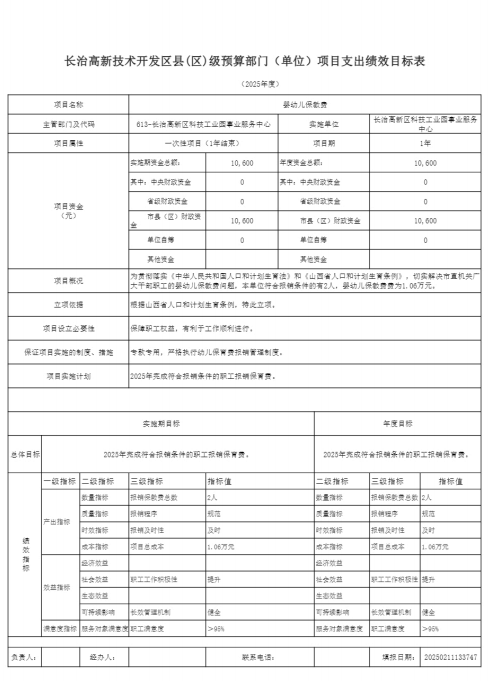 长治高新技术开发区县(区)级预算部门（单位）项目支出绩效目标表
（2025年度）
项目名称 婴幼儿保教费
主管部门及代码 613-长治高新区科技工业园事业服务中心 实施单位 长治高新区科技工业园事业服务中心
项目属性 一次性项目（1年结束） 项目期 1年
项目资金（元） 实施期资金总额： 10,600 年度资金总额： 10,600
其中：中央财政资金 0 其中：中央财政资金 0
省级财政资金 0 省级财政资金 0
市县（区）财政资金 10,600 市县（区）财政资金 10,600
单位自筹 0 单位自筹 0
其他资金 其他资金
项目概况 为贯彻落实《中华人民共和国人口和计划生育法》和《山西省人口和计划生育条例》，切实解决市直机关广大干部职工的婴幼儿保教费问题，本单位符合报销条件的有2人，婴幼儿保教费费为1.06万元。
立项依据 根据山西省人口和计划生育条例，特此立项。
项目设立必要性 保障职工权益，有利于工作顺利进行。
保证项目实施的制度、措施 专款专用，严格执行幼儿保育费报销管理制度。
项目实施计划 2025年完成符合报销条件的职工报销保育费。
实施期目标 年度目标
总体目标 2025年完成符合报销条件的职工报销保育费。 2025年完成符合报销条件的职工报销保育费。
绩效指标 一级指标 二级指标 三级指标 指标值 二级指标 三级指标 指标值
产出指标 数量指标 报销保教费总数 2人 数量指标 报销保教费总数 2人
质量指标 报销程序 规范 质量指标 报销程序 规范
时效指标 报销及时性 及时 时效指标 报销及时性 及时
成本指标 项目总成本 1.06万元 成本指标 项目总成本 1.06万元
效益指标 经济效益 经济效益
社会效益 职工工作积极性 提升 社会效益 职工工作积极性 提升
生态效益 生态效益
可持续影响 长效管理机制 健全 可持续影响 长效管理机制 健全
满意度指标 服务对象满意度 职工满意度 >95% 服务对象满意度 职工满意度 >95%
负责人： 经办人： 联系电话： 填报日期： 20250211133747